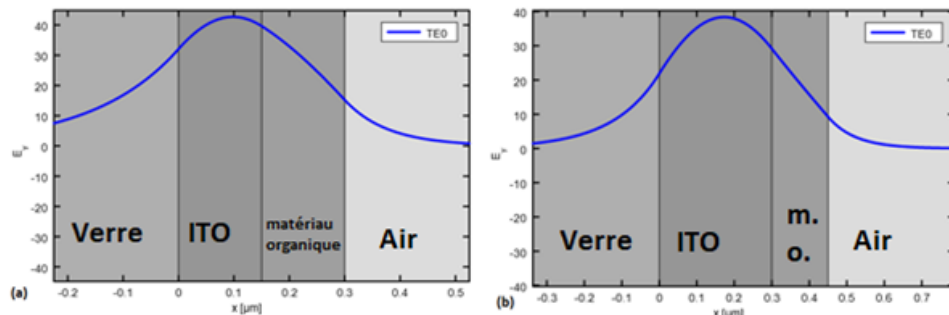 TE0
40
30
20
10
0
-10
-20
-30
-40
E_y
Verre
ITO
matériau
organique
Air
-0.2 -0.1 0 0.1 0.2 0.3 0.4 0.5
x [μm]
(a)
TE0
40
30
20
10
0
-10
-20
-30
-40
E_y
Verre
ITO
m.
o.
Air
-0.3 -0.2 -0.1 0 0.1 0.2 0.3 0.4 0.5 0.6 0.7
x [μm]
(b)